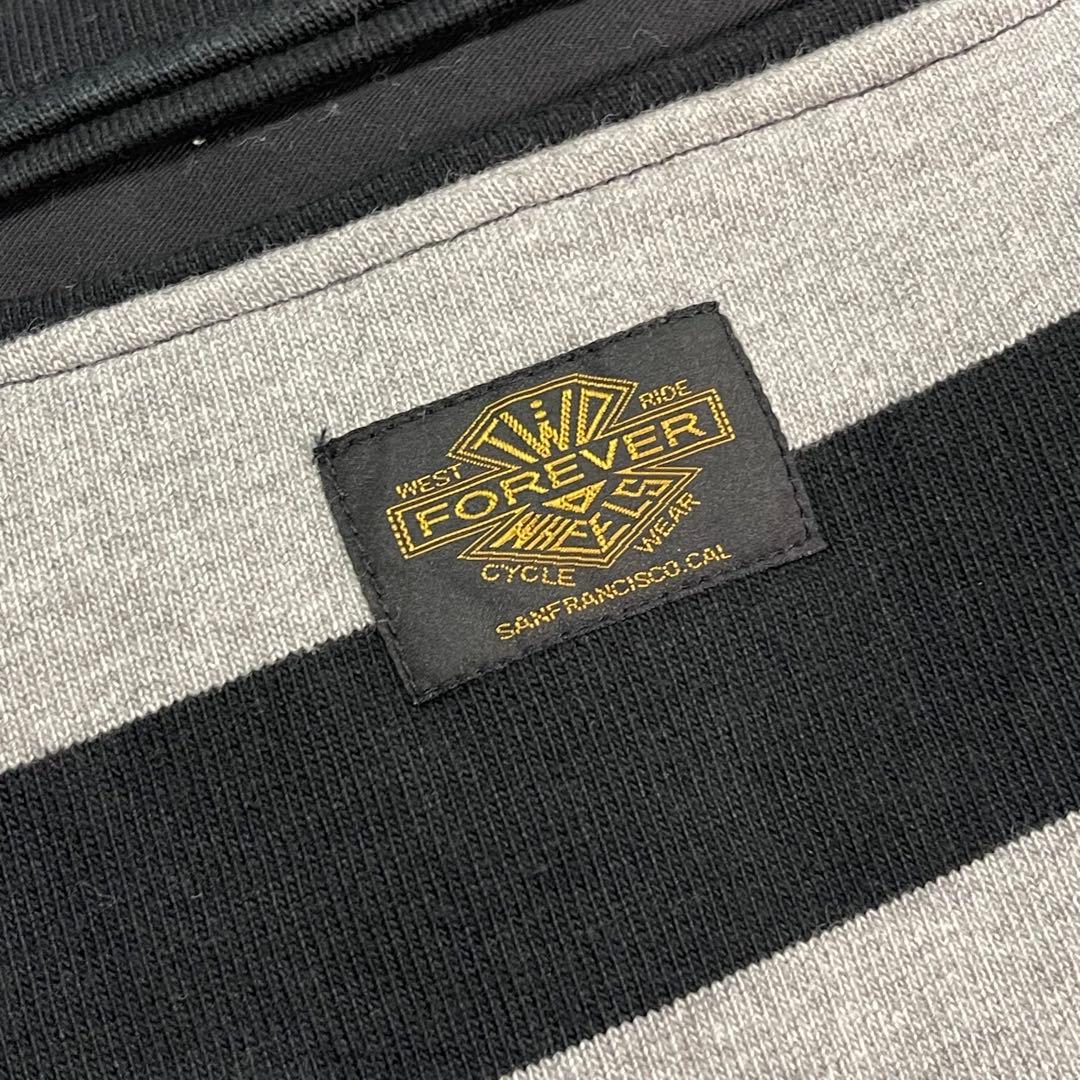 TWO
WEST RIDE
FOREVER
WHEELS
CYCLE WEAR
SANFRANCISCO.CAL